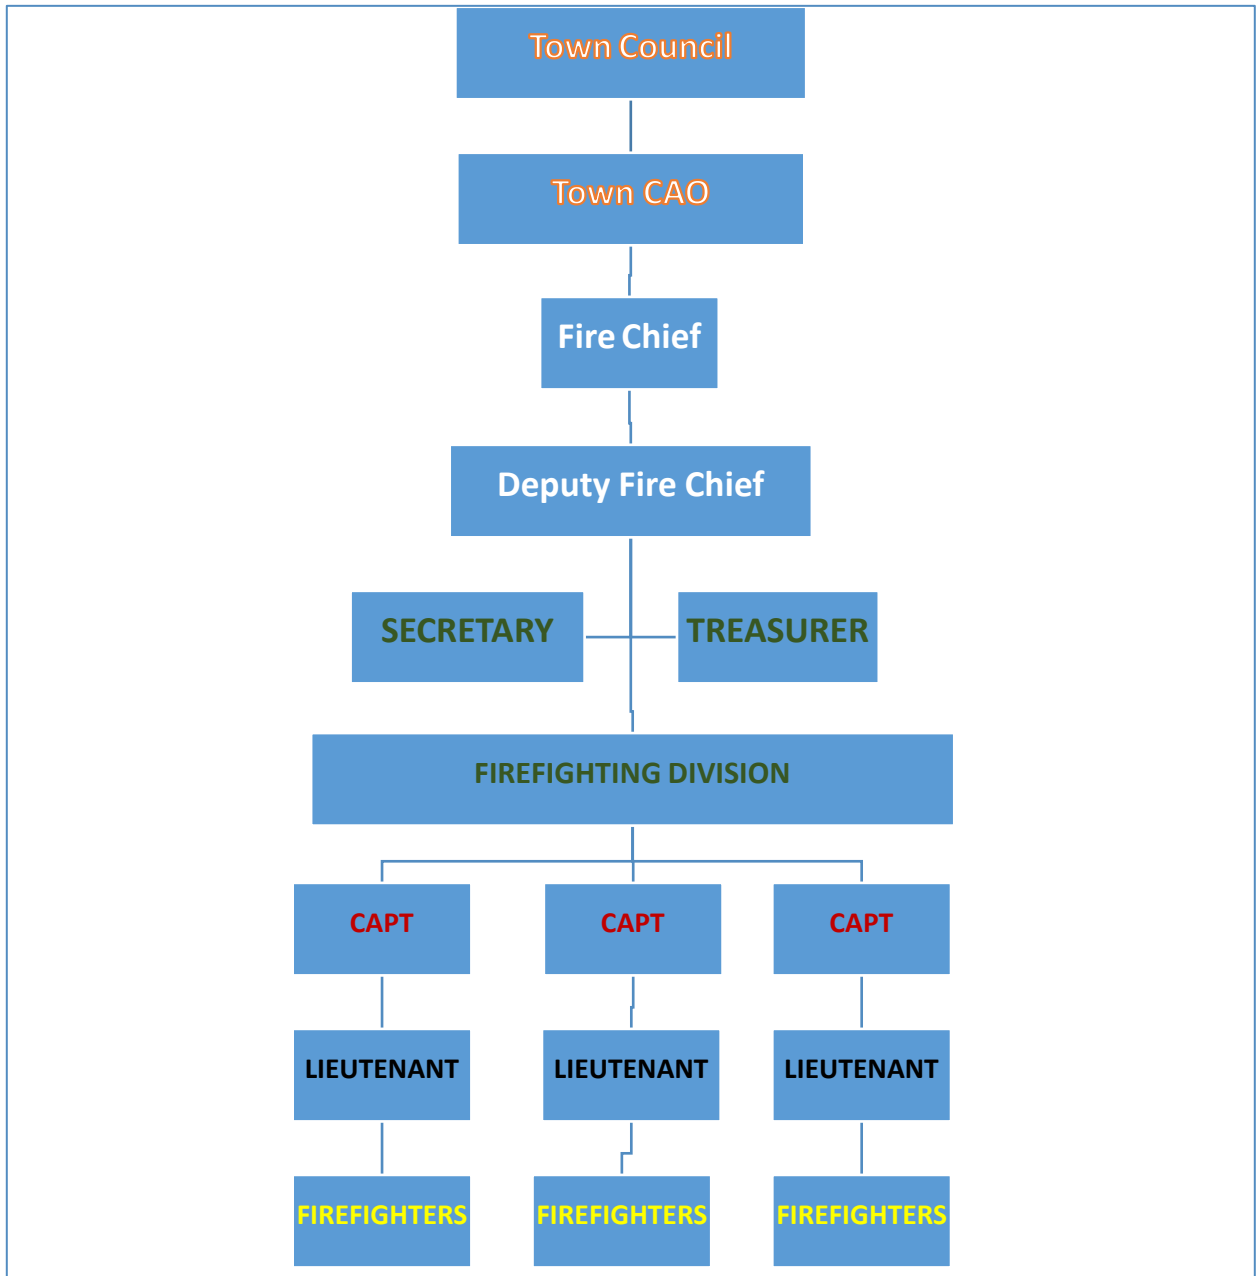 Town Council
Town CAO
Fire Chief
Deputy Fire Chief
SECRETARY
TREASURER
FIREFIGHTING DIVISION
CAPT
CAPT
CAPT
LIEUTENANT
LIEUTENANT
LIEUTENANT
FIREFIGHTERS
FIREFIGHTERS
FIREFIGHTERS